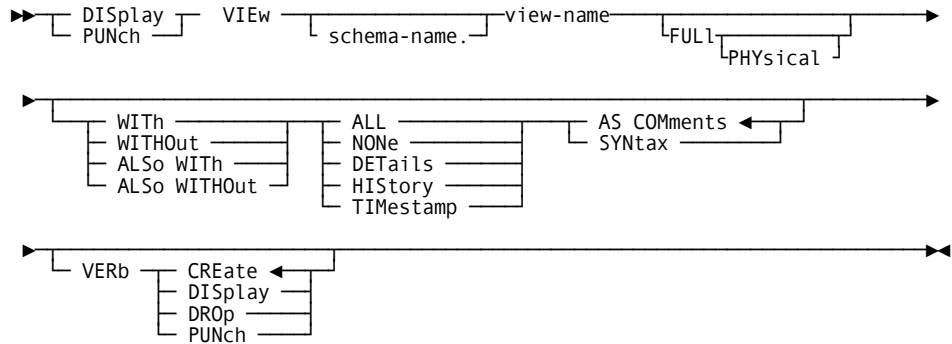 DISplay VIEw view-name
PUNch schema-name. FULl
PHYsical
WITh ALL AS COMments
WITHOut NONe SYNtax
ALSo WITh DETails
ALSo WITHOut HIStory
TIMestamp
VERb CREate
DISplay
DROp
PUNch